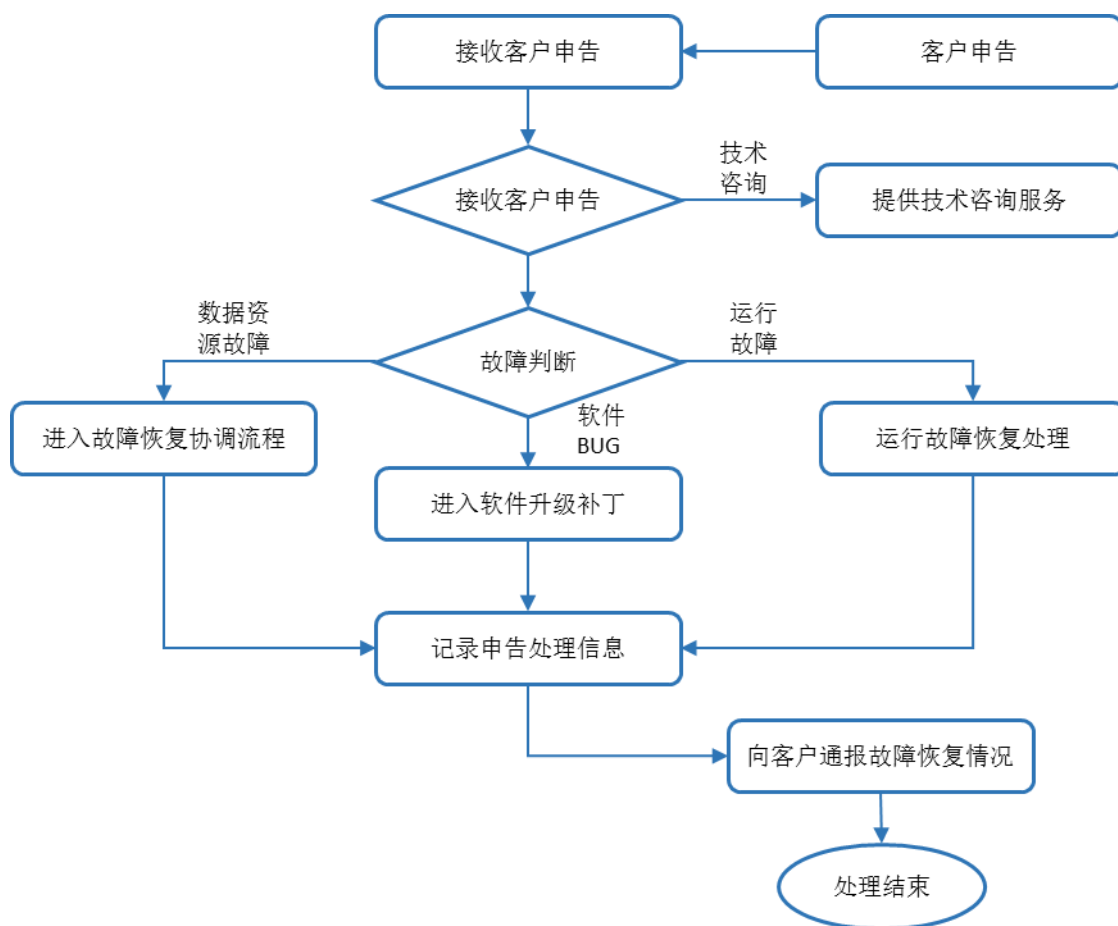 接收客户申告
客户申告
技术
咨询
接收客户申告
提供技术咨询服务
数据资
源故障
运行
故障
故障判断
软件
BUG
进入故障恢复协调流程
运行故障恢复处理
进入软件升级补丁
记录申告处理信息
向客户通报故障恢复情况
处理结束